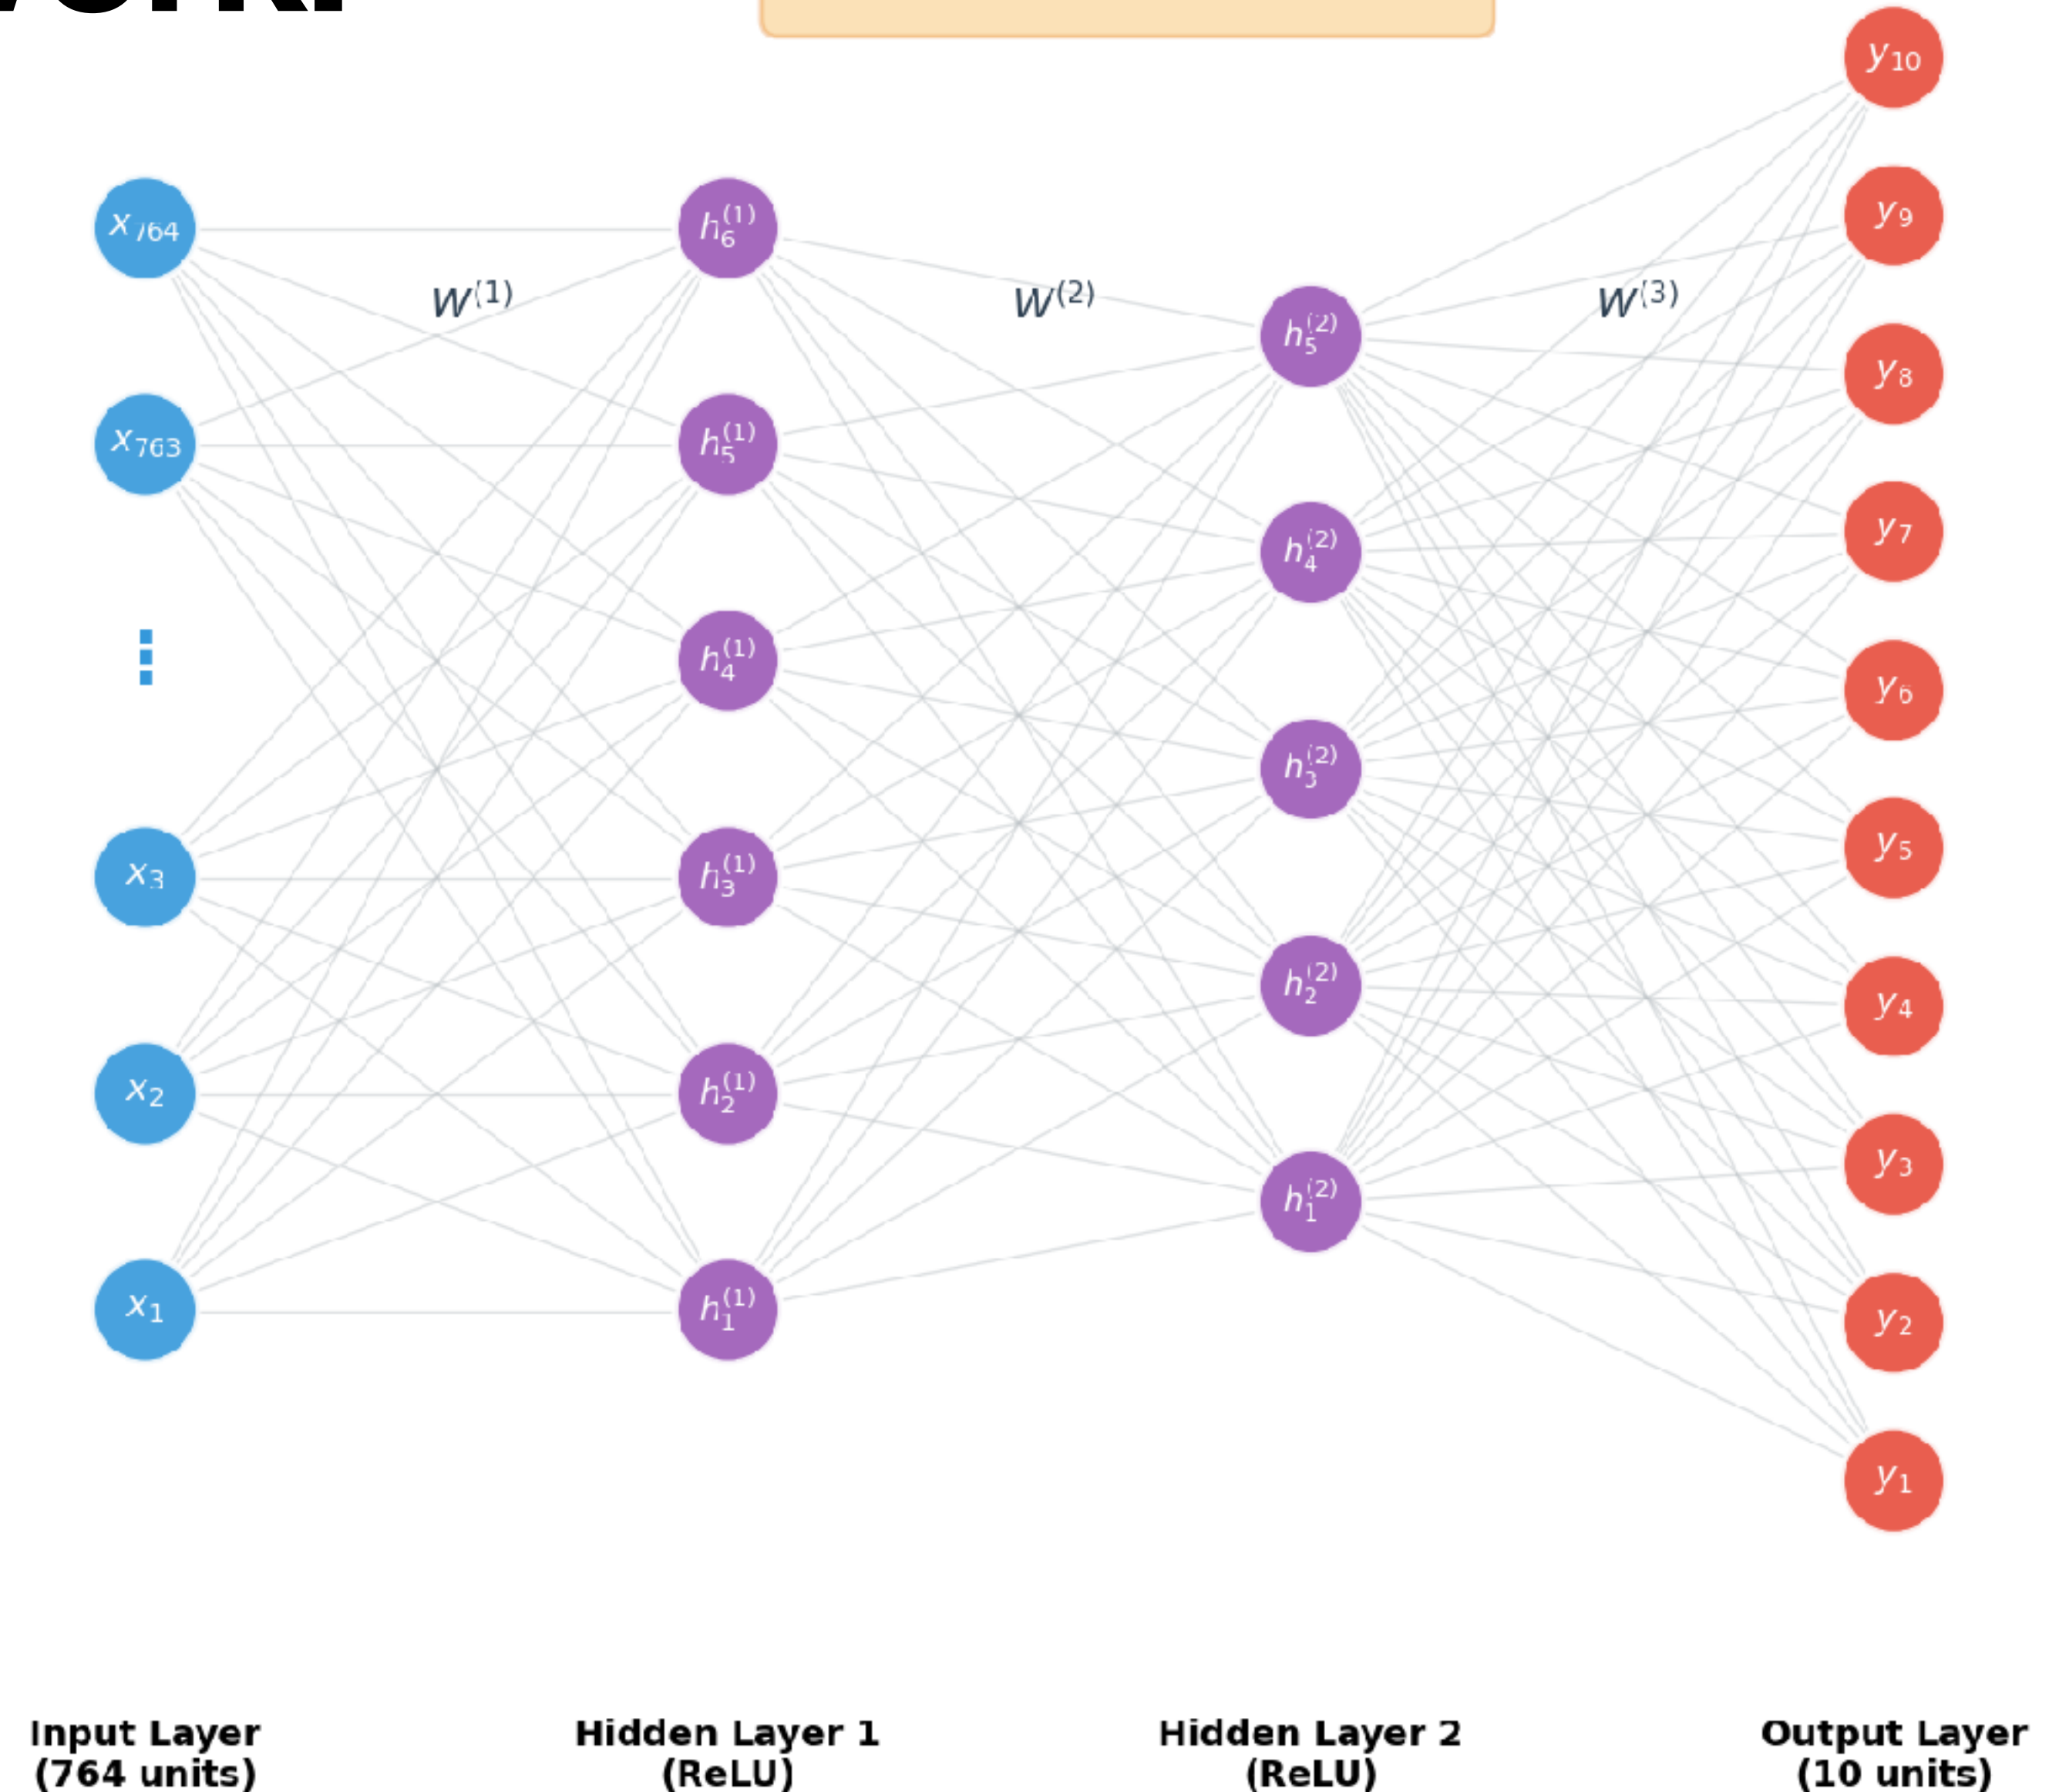 x₇₆₄
x₇₆₃
x₃
x₂
x₁
W⁽¹⁾
h₆⁽¹⁾
h₅⁽¹⁾
h₄⁽¹⁾
h₃⁽¹⁾
h₂⁽¹⁾
h₁⁽¹⁾
W⁽²⁾
h₅⁽²⁾
h₄⁽²⁾
h₃⁽²⁾
h₂⁽²⁾
h₁⁽²⁾
W⁽³⁾
y₁₀
y₉
y₈
y₇
y₆
y₅
y₄
y₃
y₂
y₁
Input Layer
(764 units)
Hidden Layer 1
(ReLU)
Hidden Layer 2
(ReLU)
Output Layer
(10 units)